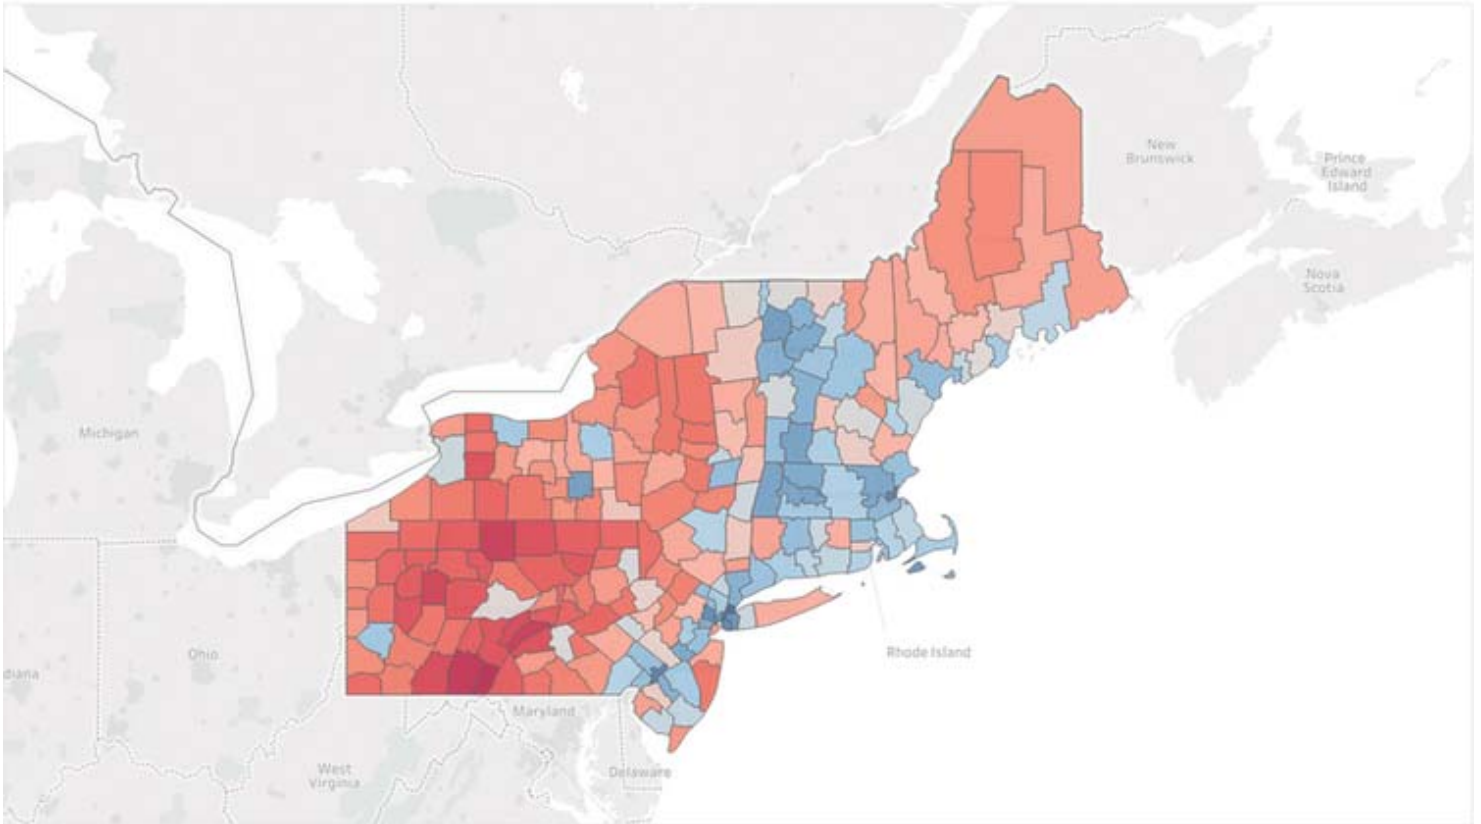 New
Brunswick
Prince
Edward
Island
Nova
Scotia
Michigan
Ohio
diana
Rhode Island
Maryland
West
Virginia
Delaware